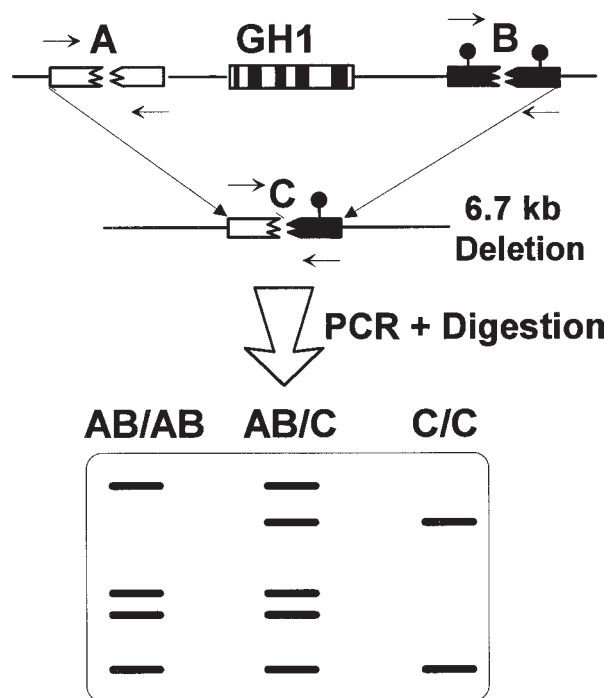 A GH1 B
C
6.7 kb
Deletion
PCR + Digestion
AB/AB AB/C C/C